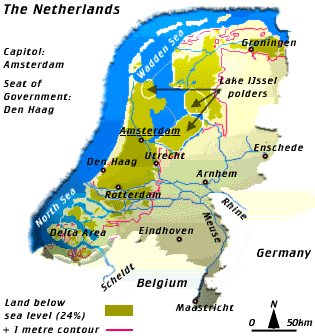 The Netherlands
Capitol:
Amsterdam
Seat of
Government:
Den Haag
Wadden Sea
Groningen
Lake IJssel
polders
Amsterdam
Enschede
Den Haag
Utrecht
Arnhem
North Sea
Rotterdam
Rhine
Meuse
Delta Area
Eindhoven
Germany
Scheldt
Belgium
Maastricht
Land below
sea level (24%)
+ 1 metre contour
N
0 50km